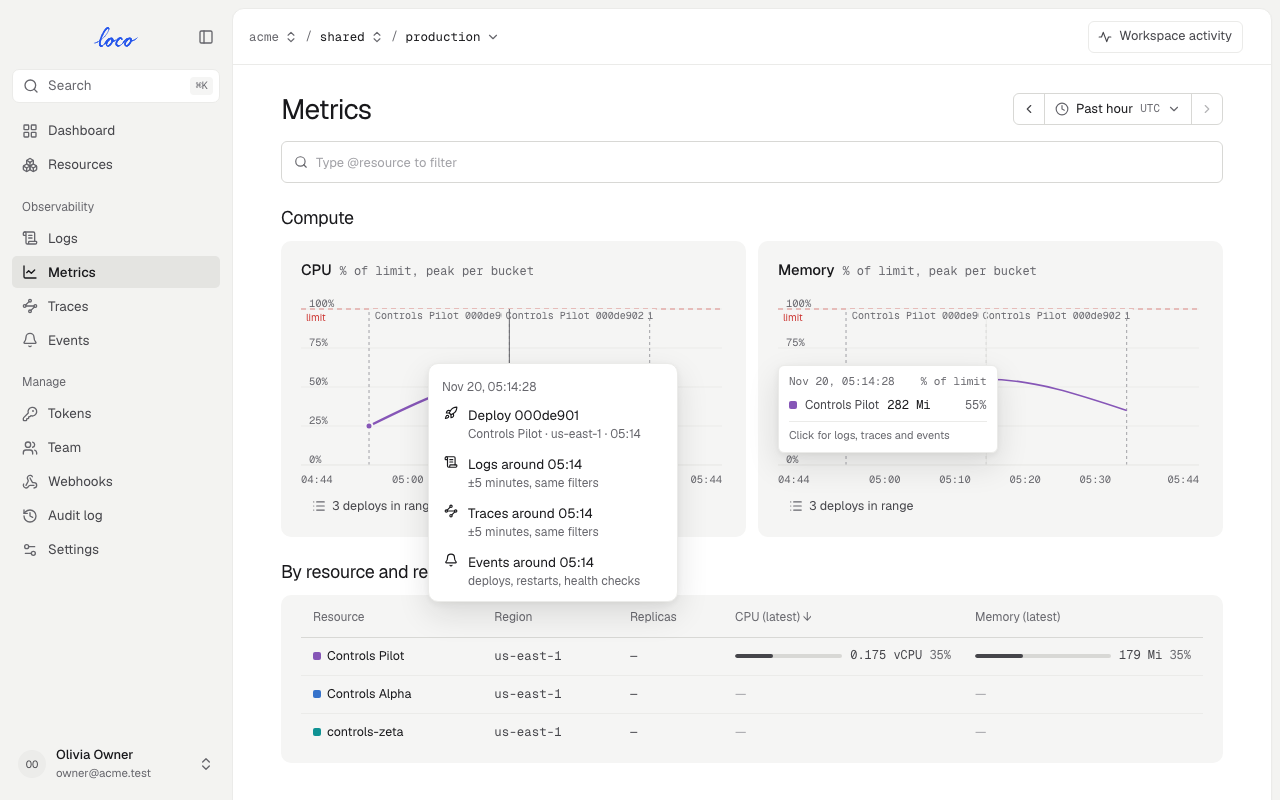 loco
acme / shared / production
Workspace activity
Search ⌘K
Dashboard
Resources
Observability
Logs
Metrics
Traces
Events
Manage
Tokens
Team
Webhooks
Audit log
Settings
OO
Olivia Owner
owner@acme.test
Metrics
Past hour UTC
Type @resource to filter
Compute
CPU % of limit, peak per bucket
100%
limit
Controls Pilot 000de9
Controls Pilot 000de902 1
75%
50%
25%
0%
04:44
05:00
05:44
3 deploys in rang
Nov 20, 05:14:28
Deploy 000de901
Controls Pilot · us-east-1 · 05:14
Logs around 05:14
±5 minutes, same filters
Traces around 05:14
±5 minutes, same filters
Events around 05:14
deploys, restarts, health checks
Memory % of limit, peak per bucket
100%
limit
Controls Pilot 000de9
Controls Pilot 000de902 1
75%
Nov 20, 05:14:28 % of limit
Controls Pilot 282 Mi 55%
Click for logs, traces and events
0%
04:44 05:00 05:10 05:20 05:30 05:44
3 deploys in range
By resource and re
Resource Region Replicas CPU (latest) ↓ Memory (latest)
Controls Pilot us-east-1 – 0.175 vCPU 35% 179 Mi 35%
Controls Alpha us-east-1 – — —
controls-zeta us-east-1 – — —